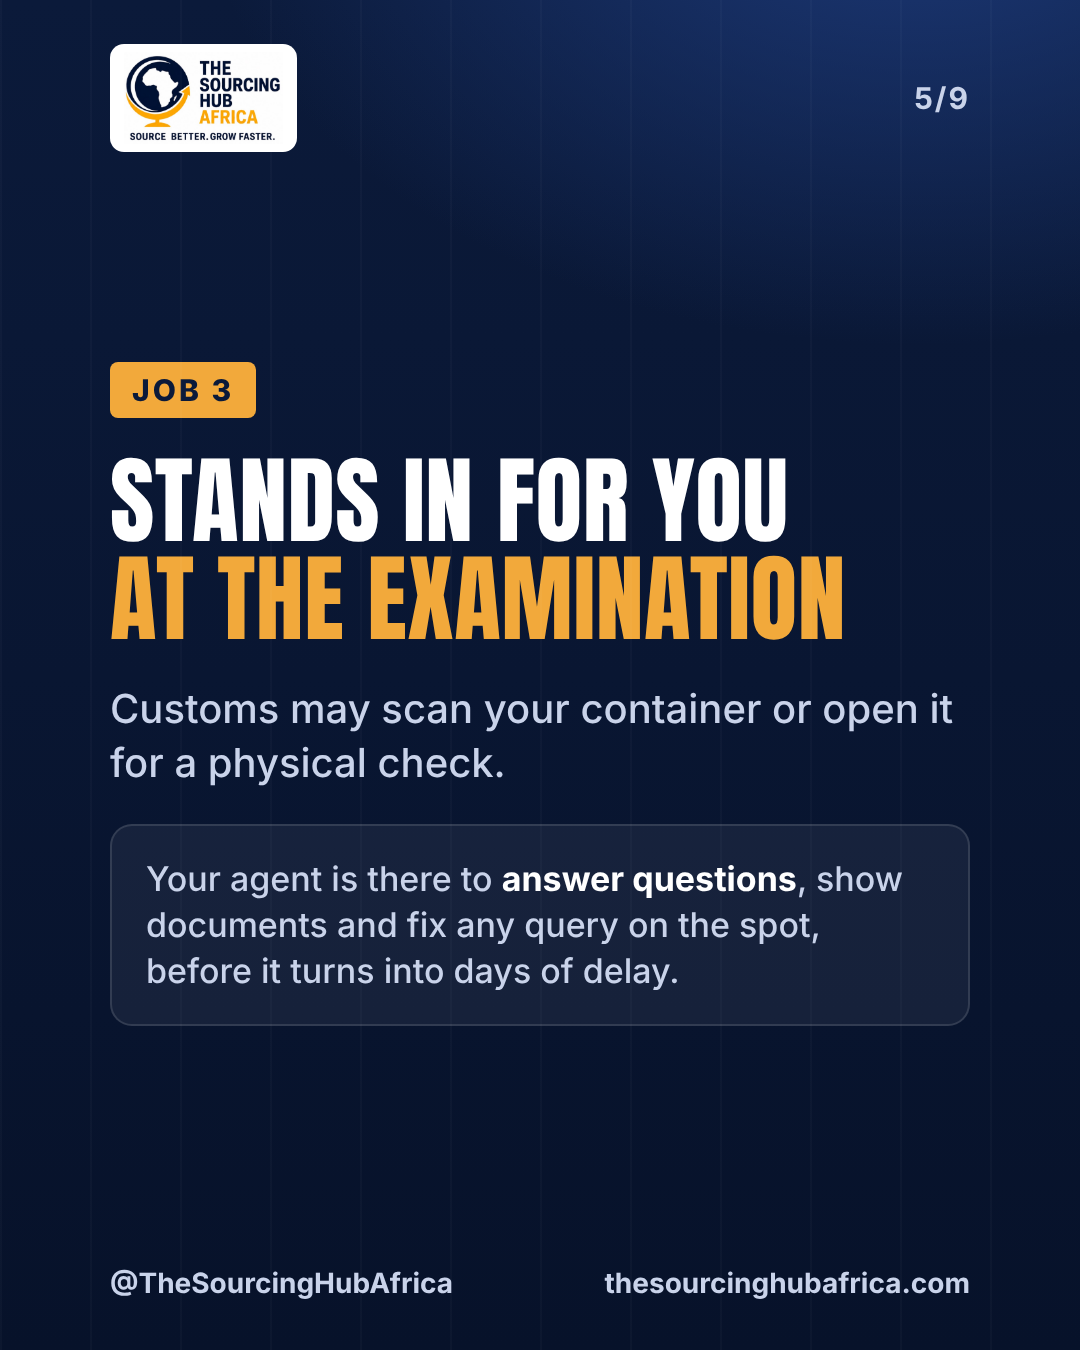 THE
SOURCING
HUB
AFRICA
SOURCE BETTER. GROW FASTER.
5/9
JOB 3
STANDS IN FOR YOU
AT THE EXAMINATION
Customs may scan your container or open it
for a physical check.
Your agent is there to answer questions, show
documents and fix any query on the spot,
before it turns into days of delay.
@TheSourcingHubAfrica
thesourcinghubafrica.com